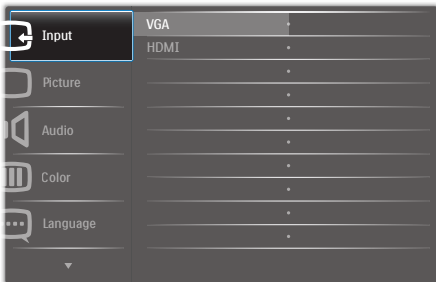 Input
VGA
HDMI
Picture
Audio
Color
Language